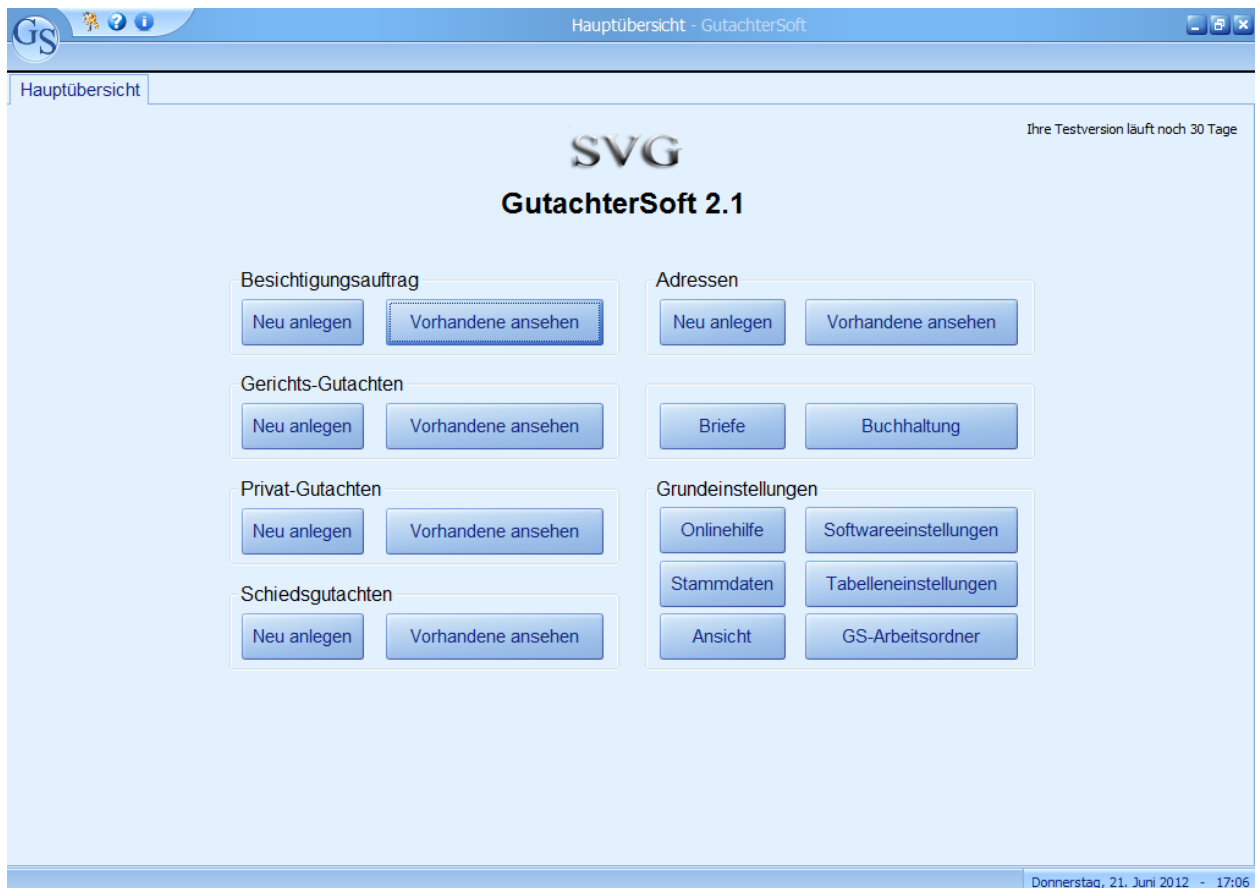 GS
Hauptübersicht - GutachterSoft
Hauptübersicht
Ihre Testversion läuft noch 30 Tage
SVG
GutachterSoft 2.1
Besichtigungsauftrag
Neu anlegen
Vorhandene ansehen
Adressen
Neu anlegen
Vorhandene ansehen
Gerichts-Gutachten
Neu anlegen
Vorhandene ansehen
Briefe
Buchhaltung
Privat-Gutachten
Neu anlegen
Vorhandene ansehen
Grundeinstellungen
Onlinehilfe
Softwareeinstellungen
Stammdaten
Tabelleneinstellungen
Schiedsgutachten
Neu anlegen
Vorhandene ansehen
Ansicht
GS-Arbeitsordner
Donnerstag, 21. Juni 2012 - 17:06